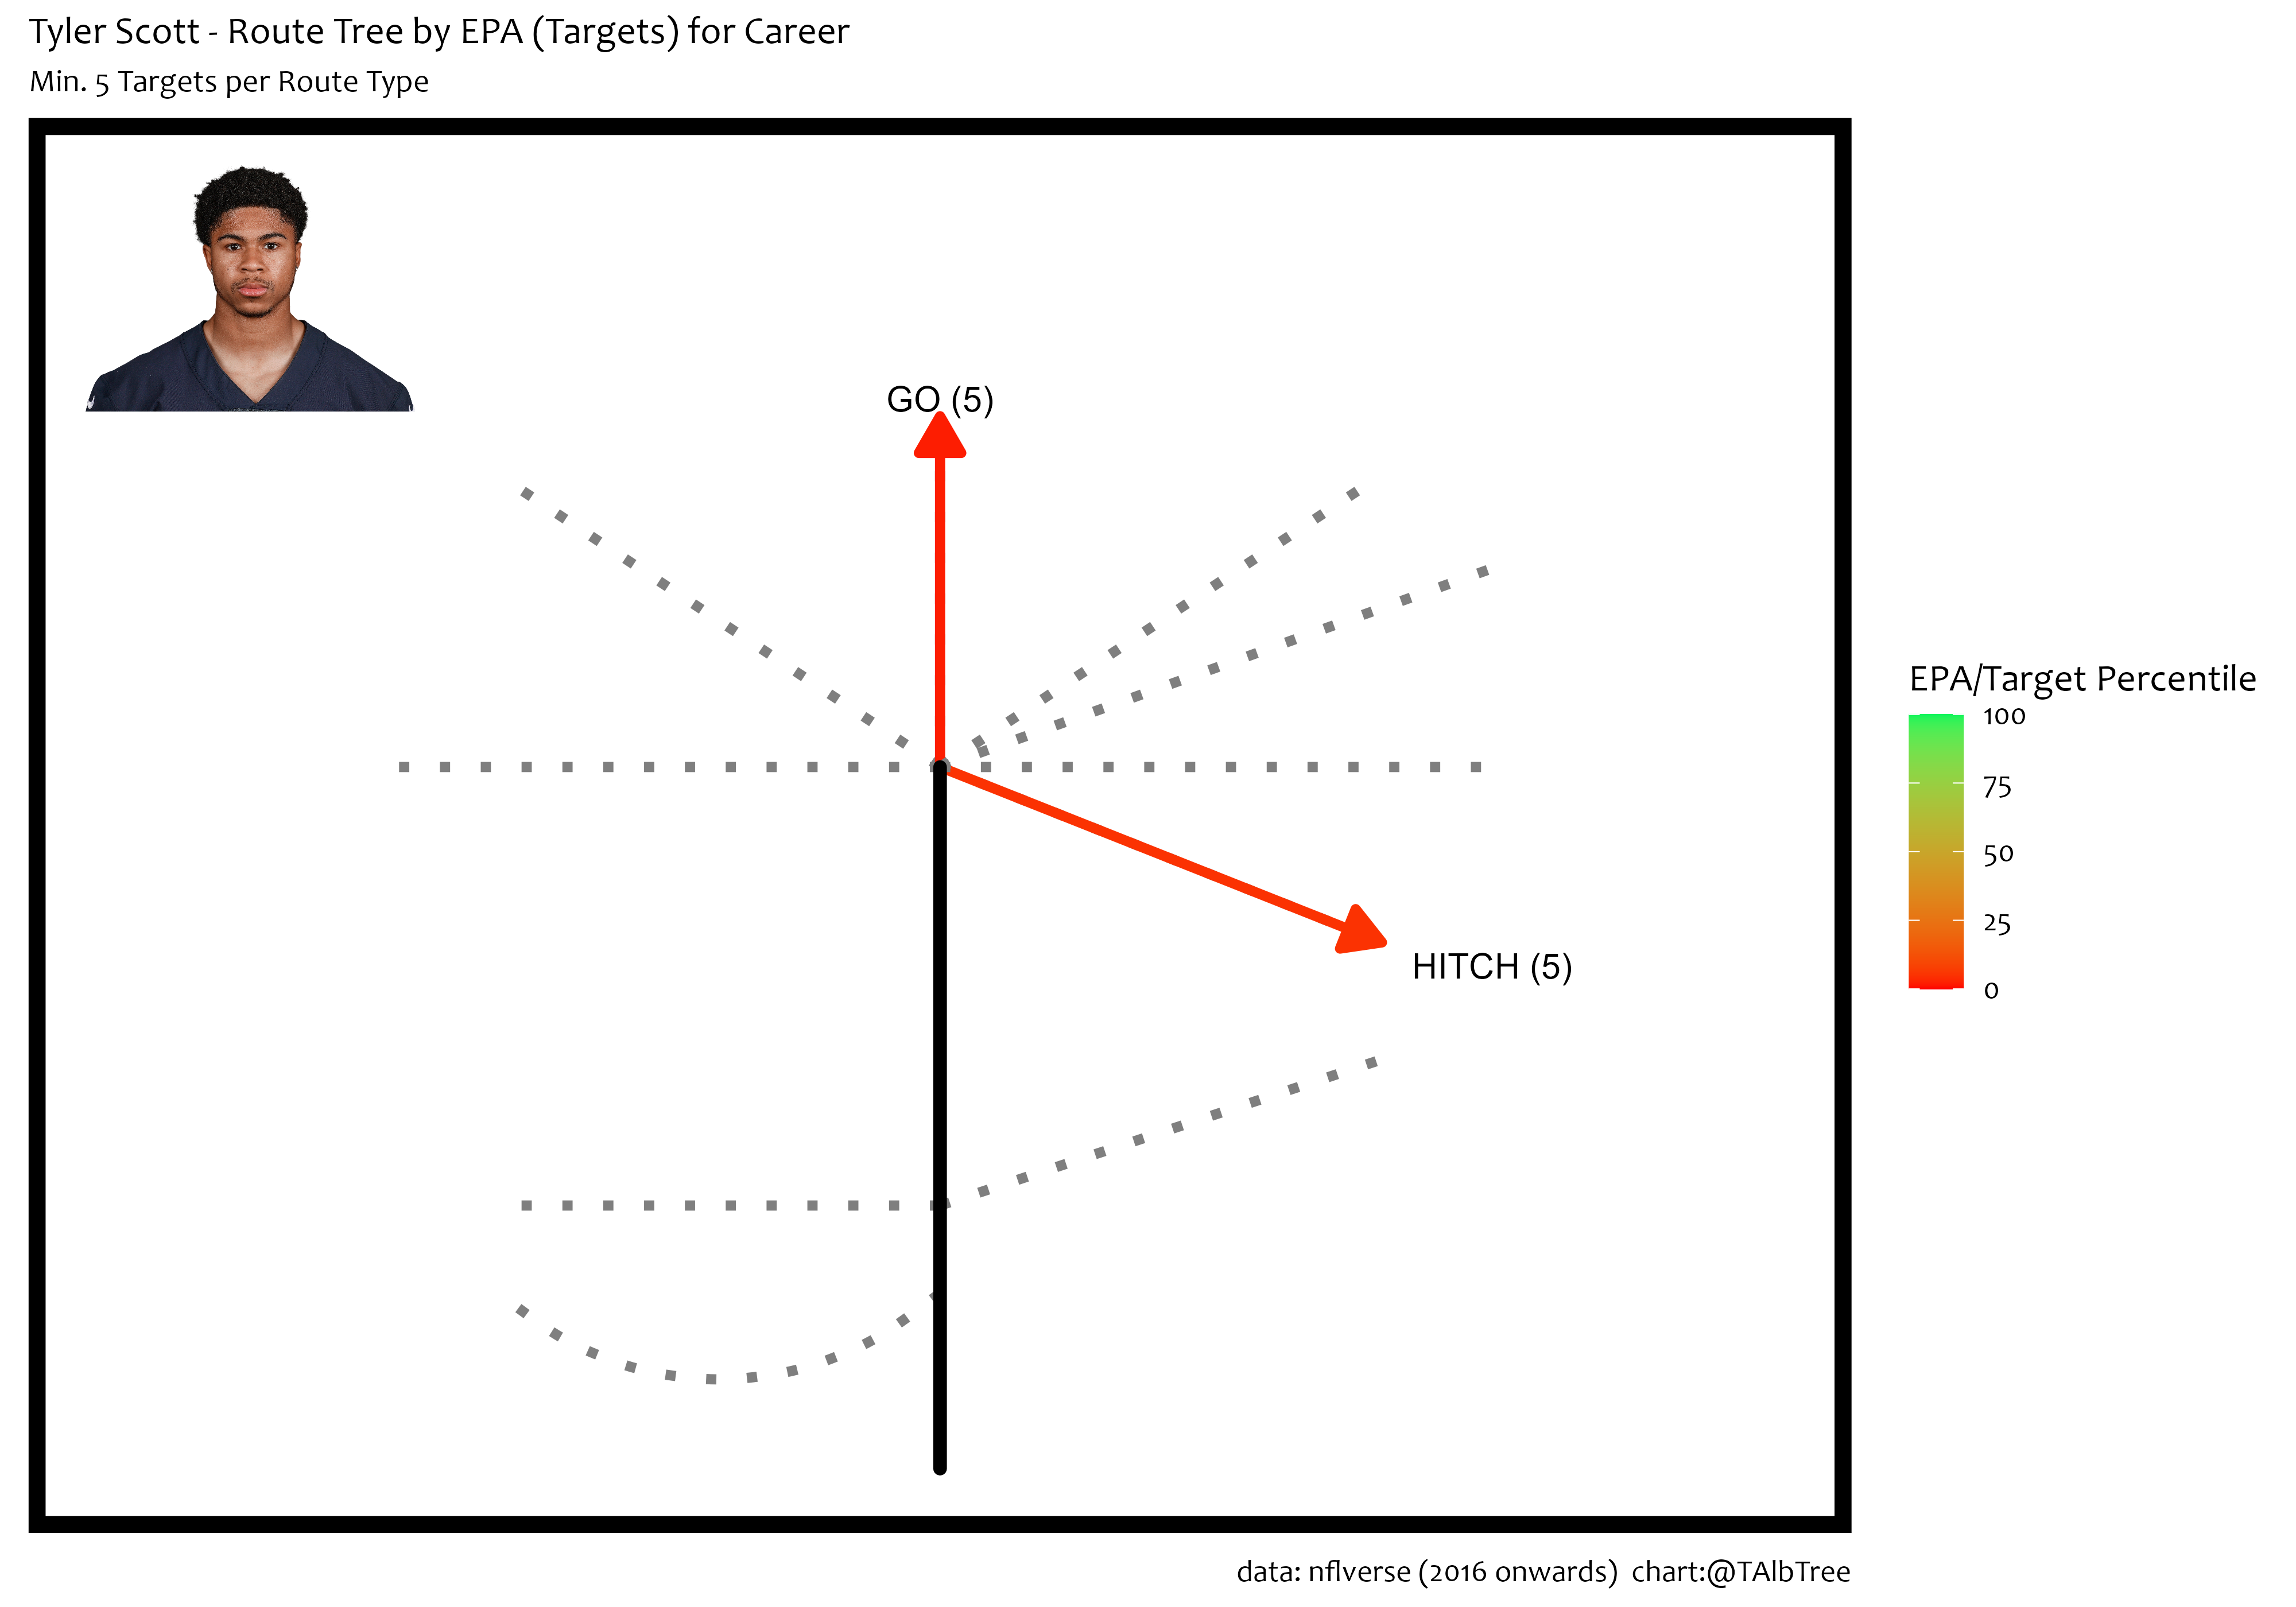 Tyler Scott - Route Tree by EPA (Targets) for Career
Min. 5 Targets per Route Type
GO (5)
HITCH (5)
EPA/Target Percentile
100
75
50
25
0
data: nflverse (2016 onwards) chart:@TAlbTree